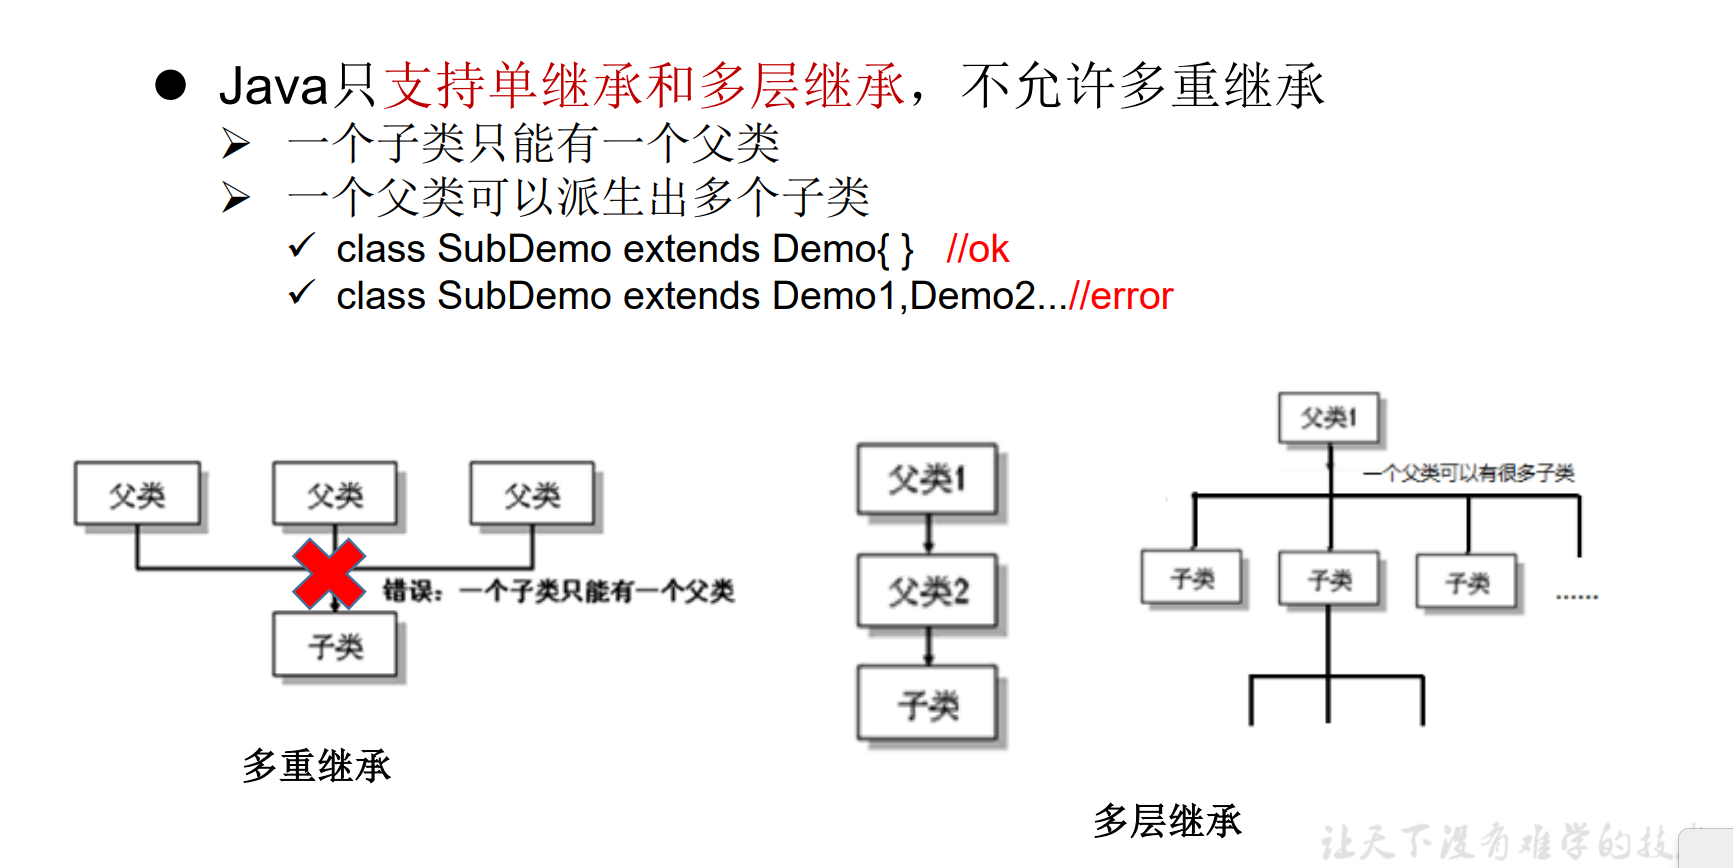 Java只支持单继承和多层继承，不允许多重继承
一个子类只能有一个父类
一个父类可以派生出多个子类
class SubDemo extends Demo{ } //ok
class SubDemo extends Demo1,Demo2...//error
父类 父类 父类
错误：一个子类只能有一个父类
子类
多重继承
父类1
父类2
子类
父类1
一个父类可以有很多子类
子类 子类 子类 ......
多层继承
让天下没有难学的技